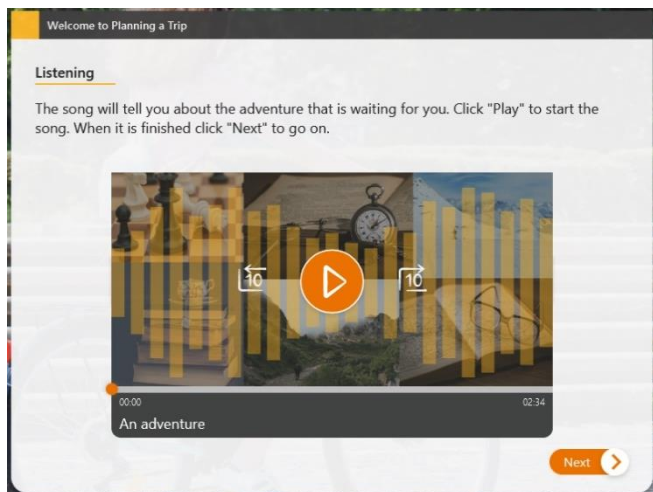 Welcome to Planning a Trip
Listening
The song will tell you about the adventure that is waiting for you. Click "Play" to start the
song. When it is finished click "Next" to go on.
10
10
00:00
02:34
An adventure
Next